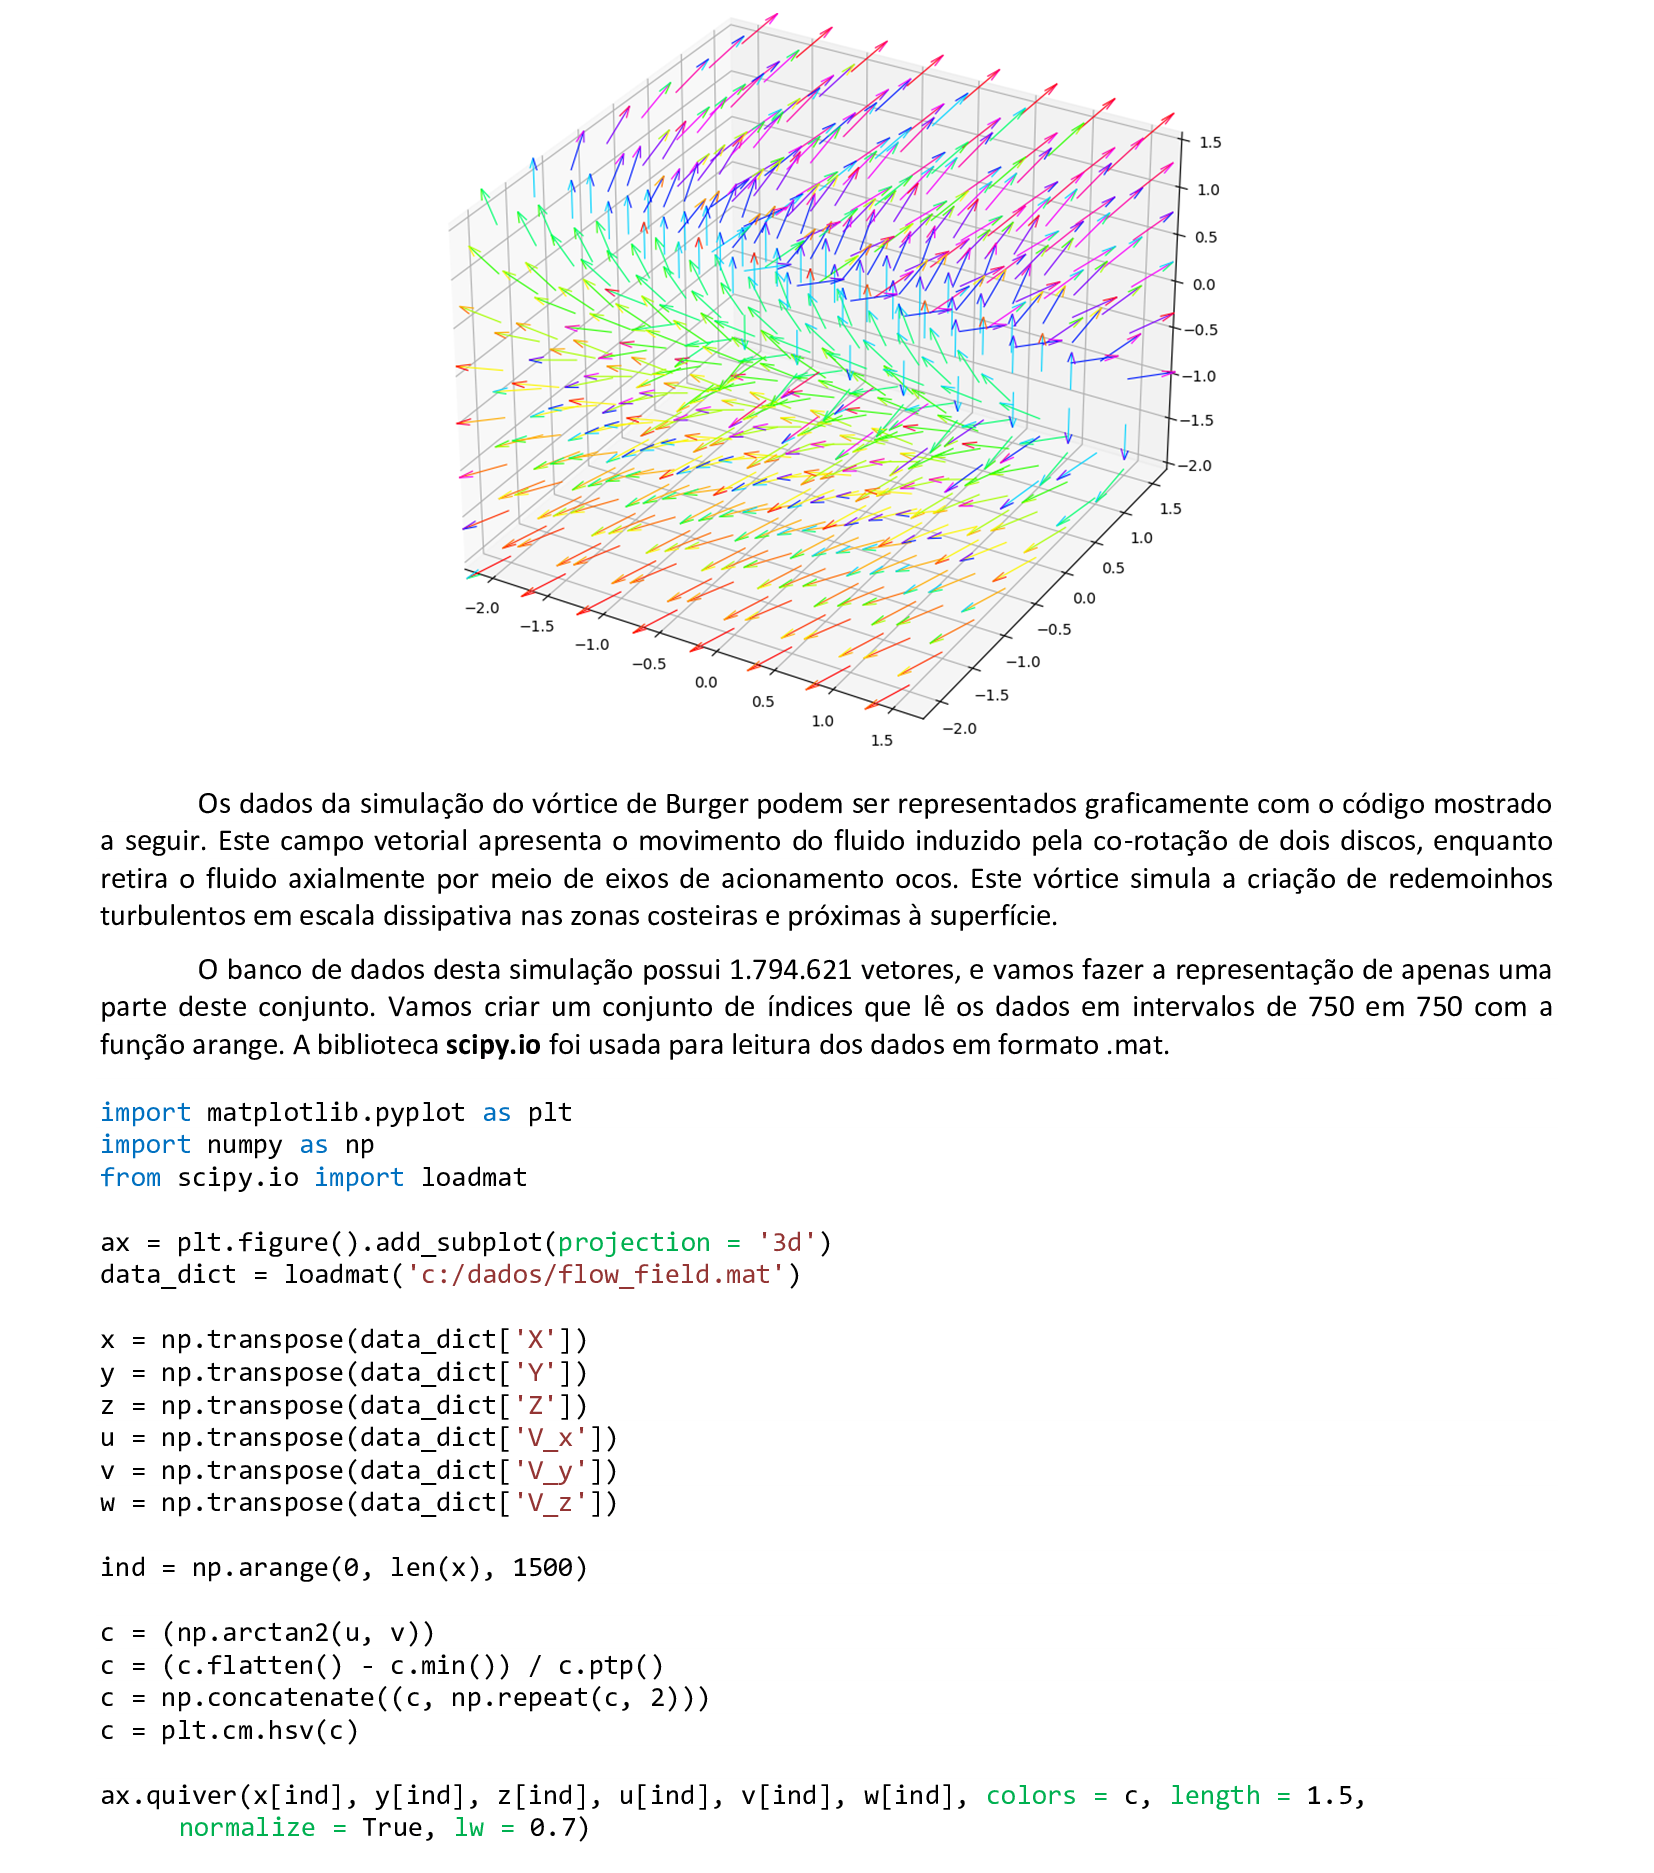 1.5
1.0
0.5
0.0
−0.5
−1.0
−1.5
−2.0
1.5
1.0
0.5
0.0
−0.5
−1.0
−1.5
−2.0
−2.0
−1.5
−1.0
−0.5
0.0
0.5
1.0
1.5
Os dados da simulação do vórtice de Burger podem ser representados graficamente com o código mostrado
a seguir. Este campo vetorial apresenta o movimento do fluido induzido pela co-rotação de dois discos, enquanto
retira o fluido axialmente por meio de eixos de acionamento ocos. Este vórtice simula a criação de redemoinhos
turbulentos em escala dissipativa nas zonas costeiras e próximas à superfície.
O banco de dados desta simulação possui 1.794.621 vetores, e vamos fazer a representação de apenas uma
parte deste conjunto. Vamos criar um conjunto de índices que lê os dados em intervalos de 750 em 750 com a
função arange. A biblioteca scipy.io foi usada para leitura dos dados em formato .mat.
import matplotlib.pyplot as plt
import numpy as np
from scipy.io import loadmat
ax = plt.figure().add_subplot(projection = '3d')
data_dict = loadmat('c:/dados/flow_field.mat')
x = np.transpose(data_dict['X'])
y = np.transpose(data_dict['Y'])
z = np.transpose(data_dict['Z'])
u = np.transpose(data_dict['V_x'])
v = np.transpose(data_dict['V_y'])
w = np.transpose(data_dict['V_z'])
ind = np.arange(0, len(x), 1500)
c = (np.arctan2(u, v))
c = (c.flatten() - c.min()) / c.ptp()
c = np.concatenate((c, np.repeat(c, 2)))
c = plt.cm.hsv(c)
ax.quiver(x[ind], y[ind], z[ind], u[ind], v[ind], w[ind], colors = c, length = 1.5,
normalize = True, lw = 0.7)